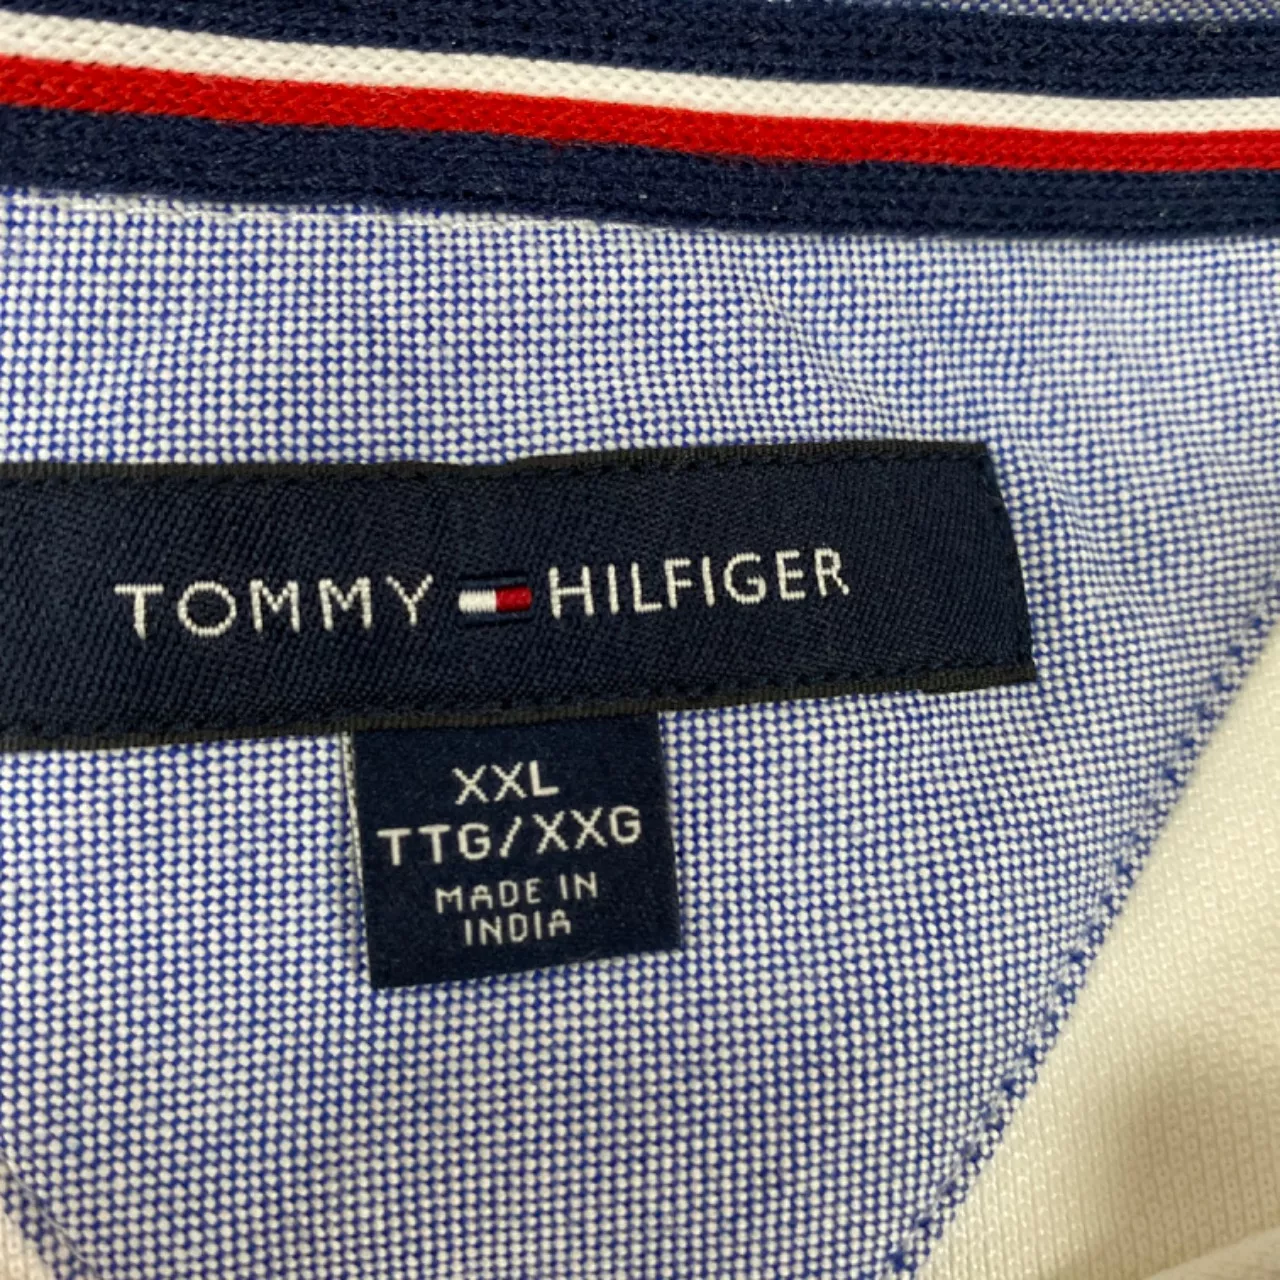 TOMMY HILFIGER
XXL
TTG/XXG
MADE IN
INDIA